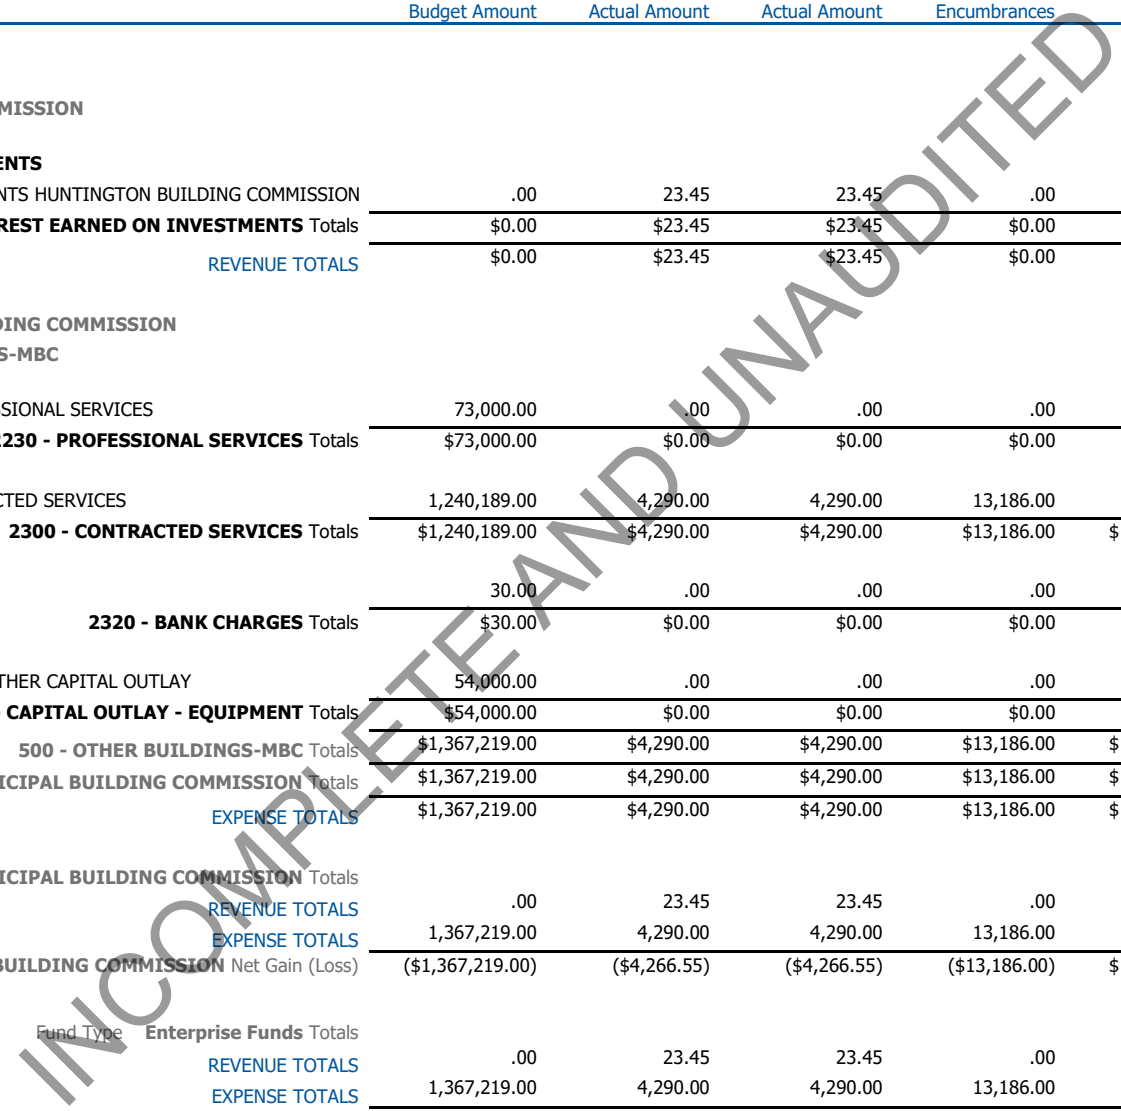 Budget Amount Actual Amount Actual Amount Encumbrances
MISSION
ENTS
NTS HUNTINGTON BUILDING COMMISSION .00 23.45 23.45 .00
REST EARNED ON INVESTMENTS Totals $0.00 $23.45 $23.45 $0.00
REVENUE TOTALS $0.00 $23.45 $23.45 $0.00
DING COMMISSION
S-MBC
SSIONAL SERVICES 73,000.00 .00 .00 .00
2230 - PROFESSIONAL SERVICES Totals $73,000.00 $0.00 $0.00 $0.00
CTED SERVICES 1,240,189.00 4,290.00 4,290.00 13,186.00
2300 - CONTRACTED SERVICES Totals $1,240,189.00 $4,290.00 $4,290.00 $13,186.00 $
30.00 .00 .00 .00
2320 - BANK CHARGES Totals $30.00 $0.00 $0.00 $0.00
THER CAPITAL OUTLAY 54,000.00 .00 .00 .00
- CAPITAL OUTLAY - EQUIPMENT Totals $54,000.00 $0.00 $0.00 $0.00
500 - OTHER BUILDINGS-MBC Totals $1,367,219.00 $4,290.00 $4,290.00 $13,186.00 $
ICIPAL BUILDING COMMISSION Totals $1,367,219.00 $4,290.00 $4,290.00 $13,186.00 $
EXPENSE TOTALS $1,367,219.00 $4,290.00 $4,290.00 $13,186.00 $
ICIPAL BUILDING COMMISSION Totals
REVENUE TOTALS .00 23.45 23.45 .00
EXPENSE TOTALS 1,367,219.00 4,290.00 4,290.00 13,186.00
BUILDING COMMISSION Net Gain (Loss) ($1,367,219.00) ($4,266.55) ($4,266.55) ($13,186.00) $
Fund Type Enterprise Funds Totals
REVENUE TOTALS .00 23.45 23.45 .00
EXPENSE TOTALS 1,367,219.00 4,290.00 4,290.00 13,186.00
INCOMPLETE AND UNAUDITED